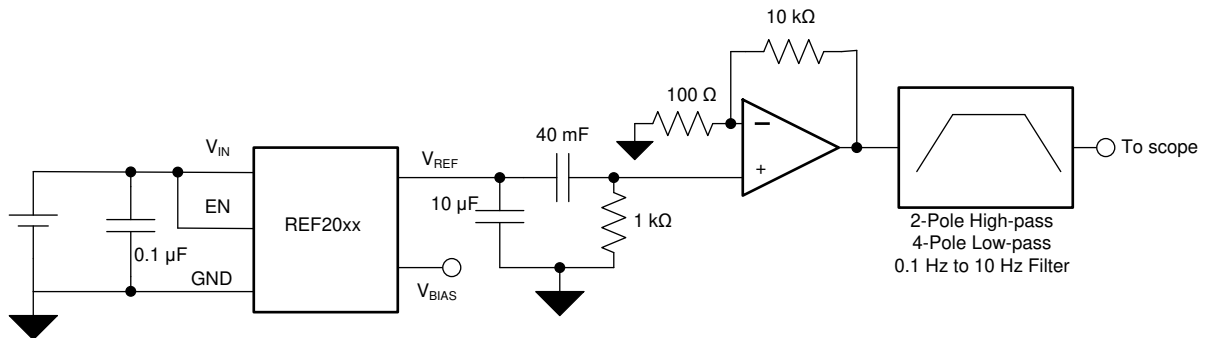 10 kΩ
100 Ω
–
+
40 mF
V_IN
V_REF
EN
10 µF
1 kΩ
REF20xx
0.1 µF
GND
V_BIAS
To scope
2-Pole High-pass
4-Pole Low-pass
0.1 Hz to 10 Hz Filter